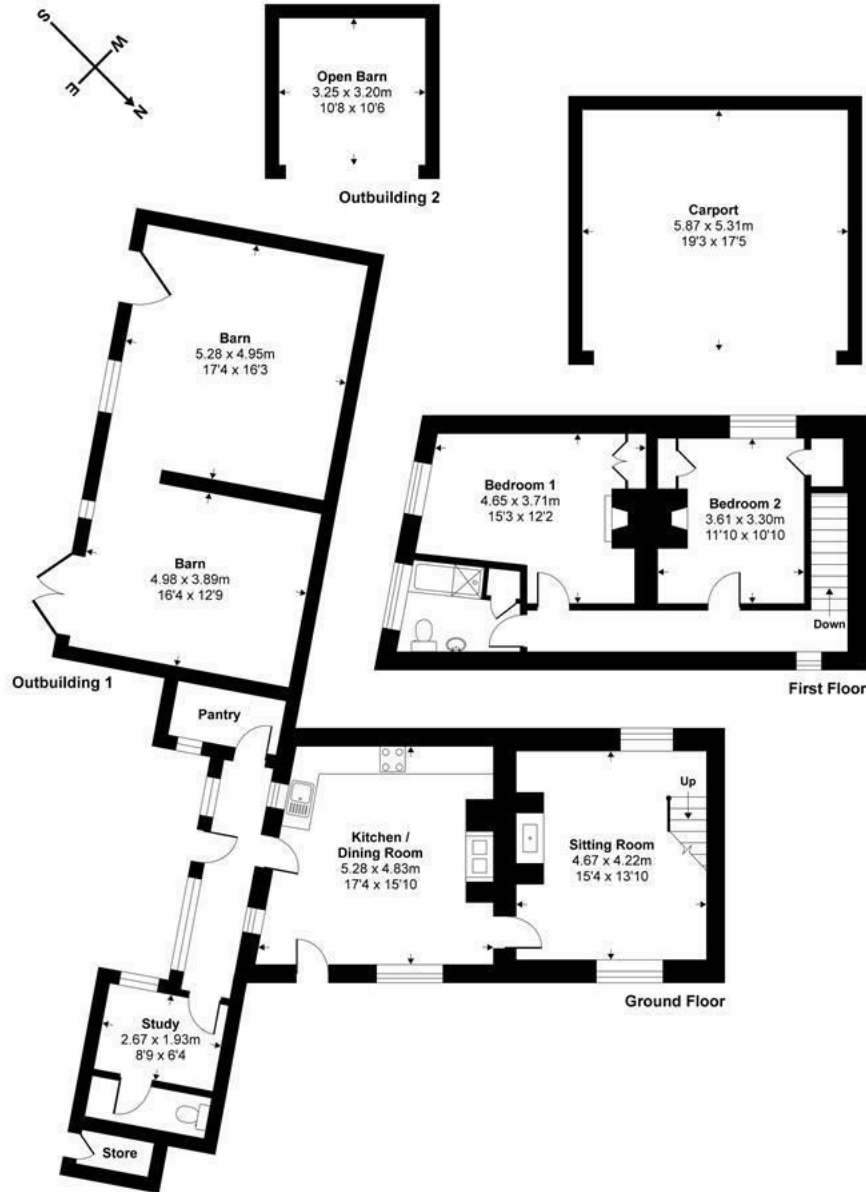 S
W
E
N
Open Barn
3.25 x 3.20m
10'8 x 10'6
Outbuilding 2
Carport
5.87 x 5.31m
19'3 x 17'5
Barn
5.28 x 4.95m
17'4 x 16'3
Barn
4.98 x 3.89m
16'4 x 12'9
Outbuilding 1
Bedroom 1
4.65 x 3.71m
15'3 x 12'2
Bedroom 2
3.61 x 3.30m
11'10 x 10'10
Down
First Floor
Pantry
Kitchen /
Dining Room
5.28 x 4.83m
17'4 x 15'10
Up
Sitting Room
4.67 x 4.22m
15'4 x 13'10
Ground Floor
Study
2.67 x 1.93m
8'9 x 6'4
Store